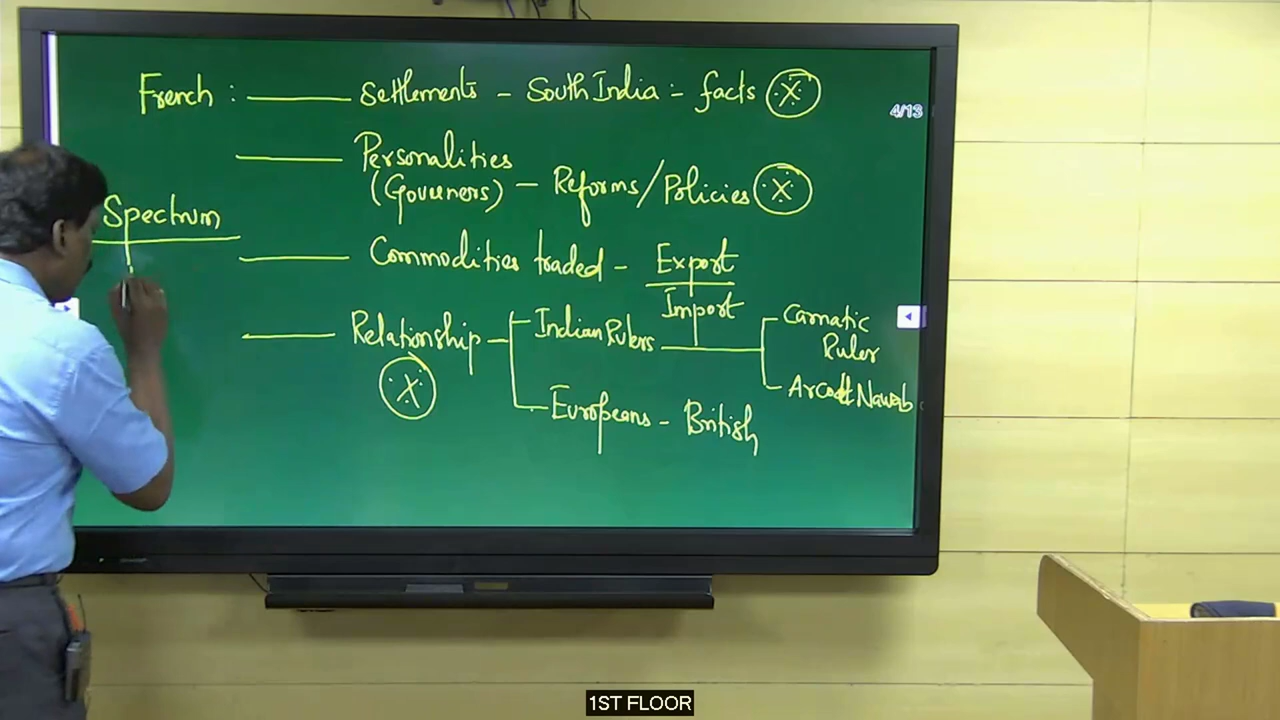 French : settlements - South India :- facts
4/13
Personalities
(Governers) - Reforms/Policies
Spectrum
Commodities traded - Export
Import
Relationship - Indian Rulers
Carnatic
Ruler
Arcot Nawab
Europeans - British
1ST FLOOR